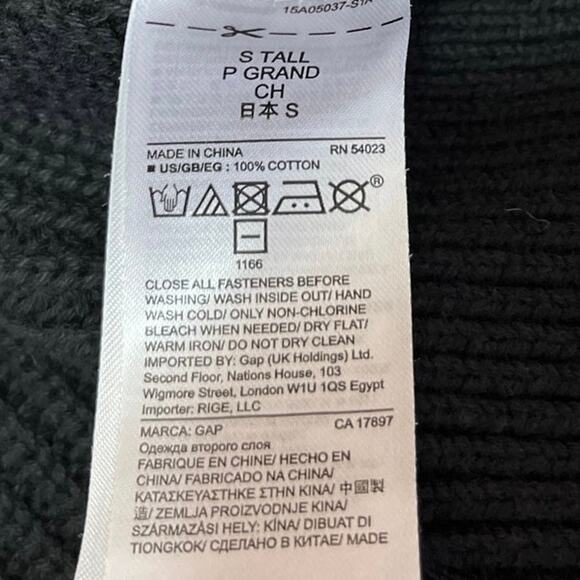 15A05037-S1A
S TALL
P GRAND
CH
日本 S
MADE IN CHINA RN 54023
■ US/GB/EG : 100% COTTON
®
1166
CLOSE ALL FASTENERS BEFORE
WASHING/ WASH INSIDE OUT/ HAND
WASH COLD/ ONLY NON-CHLORINE
BLEACH WHEN NEEDED/ DRY FLAT/
WARM IRON/ DO NOT DRY CLEAN
IMPORTED BY: Gap (UK Holdings) Ltd.
Second Floor, Nations House, 103
Wigmore Street, London W1U 1QS Egypt
Importer: RIGE, LLC
MARCA: GAP CA 17897
Одежда второго слоя
FABRIQUE EN CHINE/ HECHO EN
CHINA/ FABRICADO NA CHINA/
ΚΑΤΑΣΚΕΥΑΣΤΗΚΕ ΣΤΗΝ ΚΙΝΑ/ 中國製
造/ ZEMLJA PROIZVODNJE KINA/
SZÁRMAZÁSI HELY: KÍNA/ DIBUAT DI
TIONGKOK/ СДЕЛАНО В КИТАЕ/ MADE